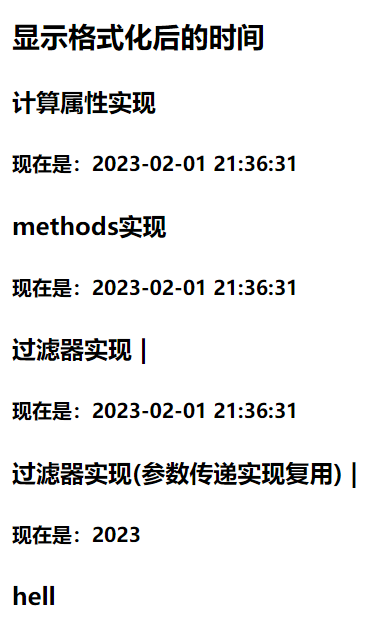 显示格式化后的时间
计算属性实现
现在是：2023-02-01 21:36:31
methods实现
现在是：2023-02-01 21:36:31
过滤器实现 |
现在是：2023-02-01 21:36:31
过滤器实现(参数传递实现复用) |
现在是：2023
hell